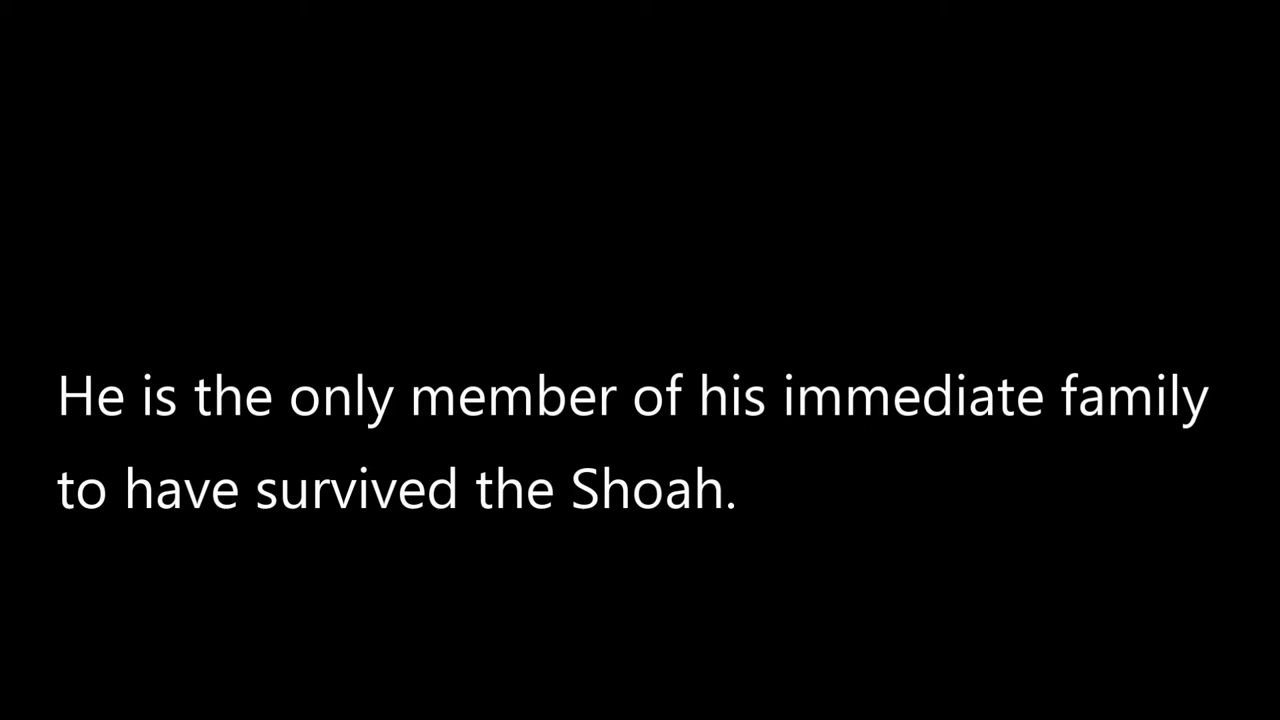 He is the only member of his immediate family
to have survived the Shoah.